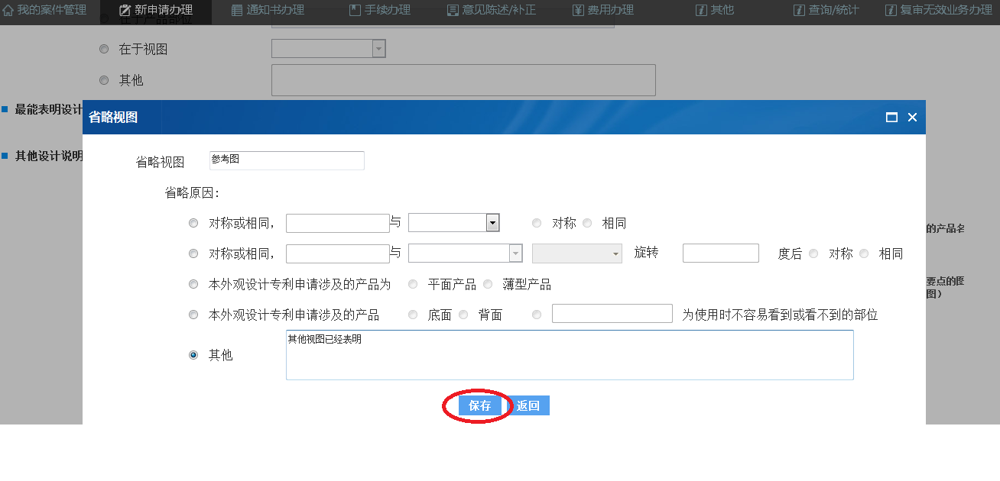 我的案件管理 新申请办理 通知书办理 手续办理 意见陈述/补正 费用办理 其他 查询/统计 复审无效业务办理
在于产品部位
在于视图
其他
最能表明设计
省略视图
其他设计说明
省略视图 参考图
省略原因:
对称或相同， 与 对称 相同
的产品名
对称或相同， 与 旋转 度后 对称 相同
本外观设计专利申请涉及的产品为 平面产品 薄型产品
要点的图
图）
本外观设计专利申请涉及的产品 底面 背面 为使用时不容易看到或看不到的部位
其他 其他视图已经表明
保存 返回